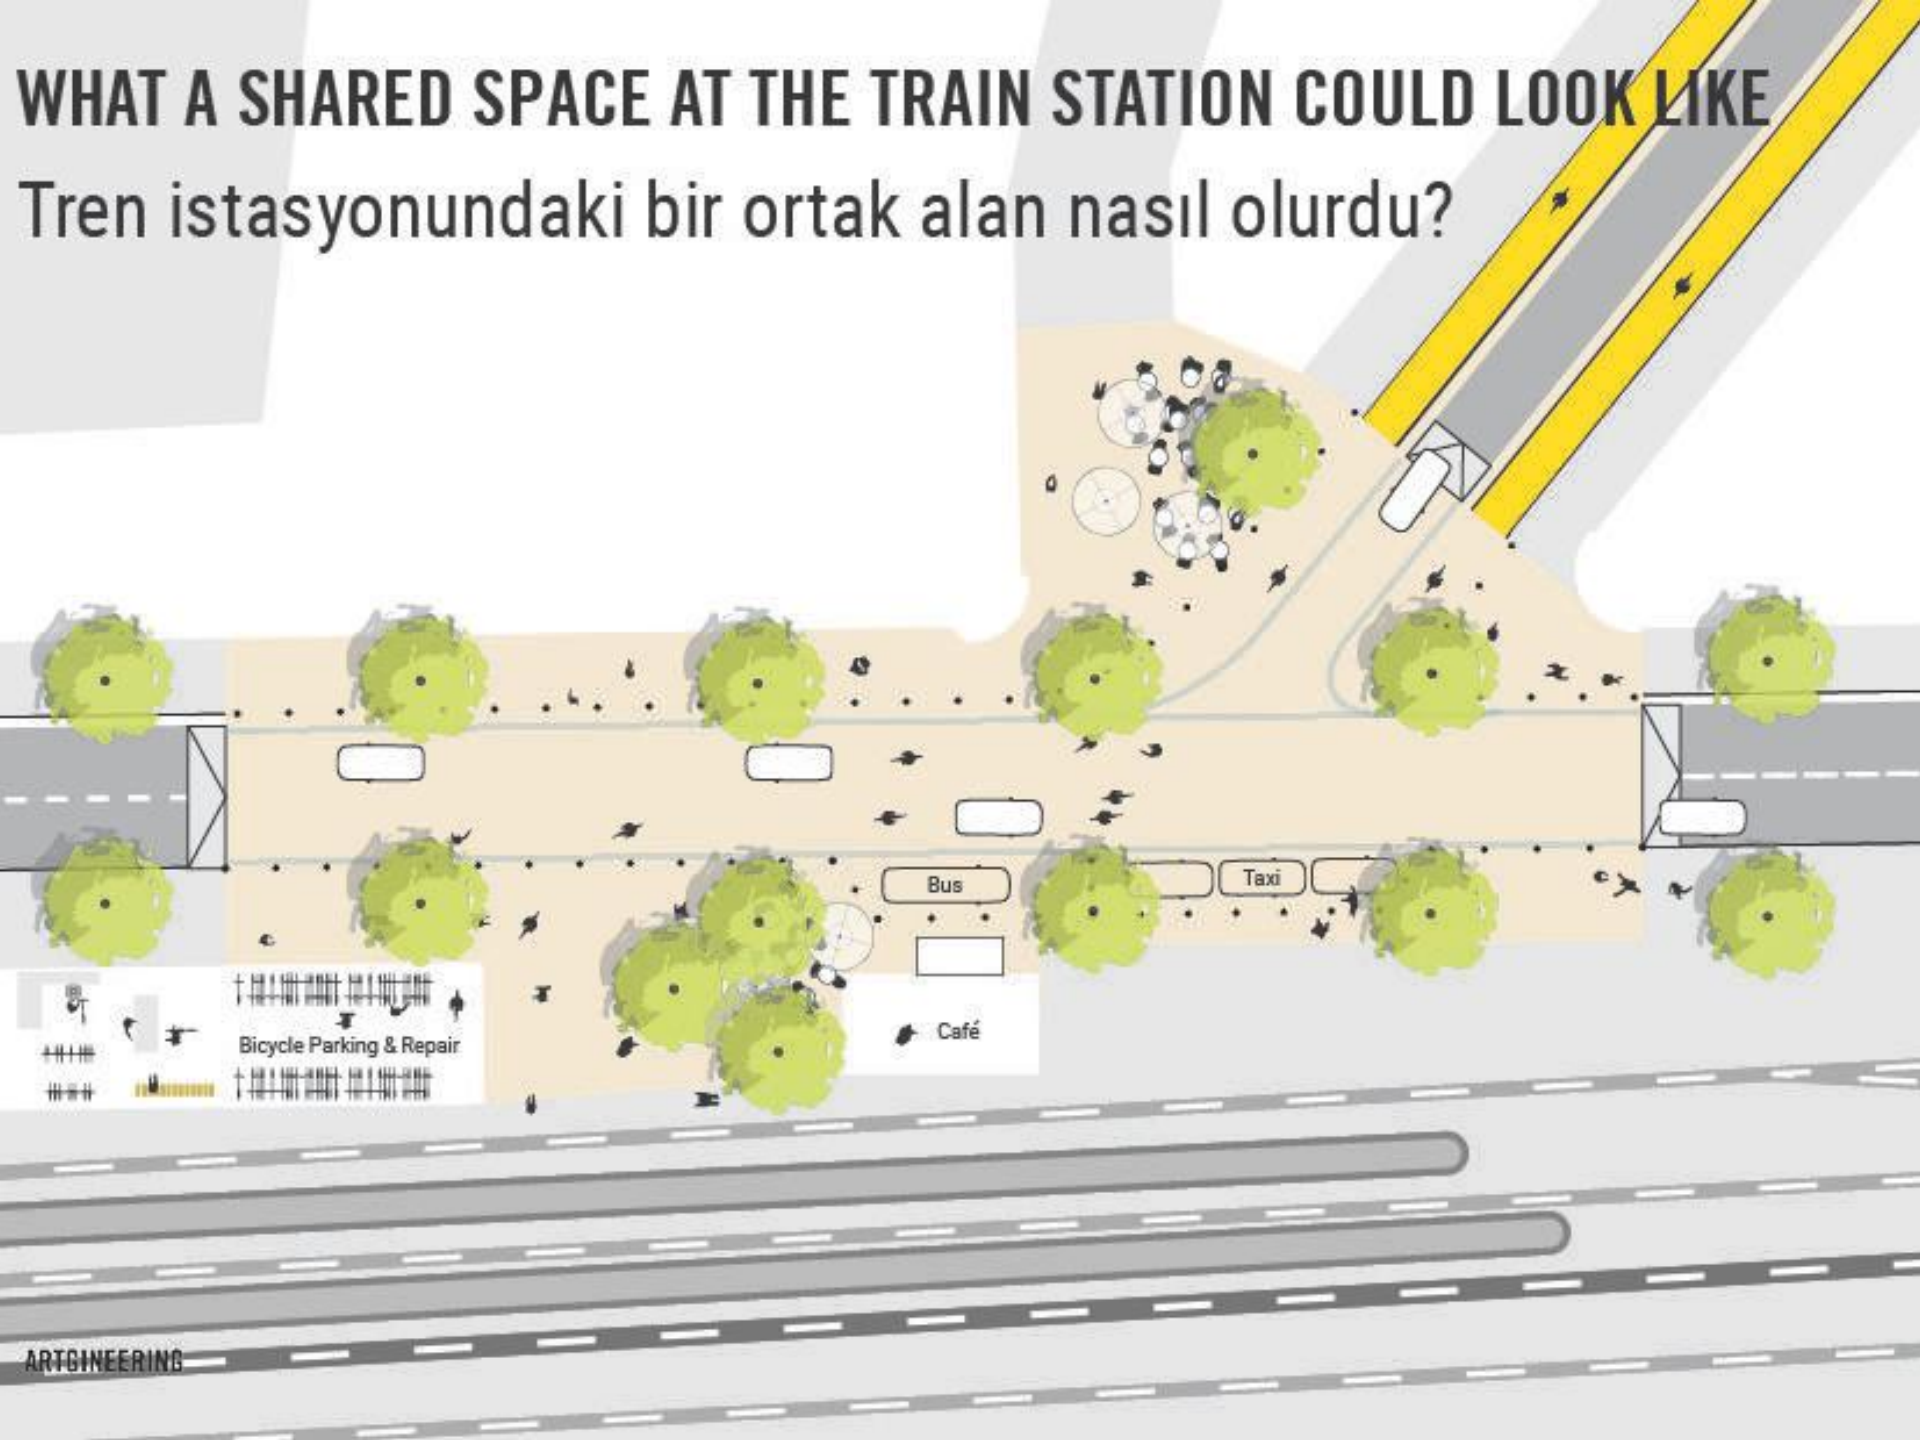 WHAT A SHARED SPACE AT THE TRAIN STATION COULD LOOK LIKE
Tren istasyonundaki bir ortak alan nasıl olurdu?
Bus
Taxi
Café
Bicycle Parking & Repair
ARTGINEERING